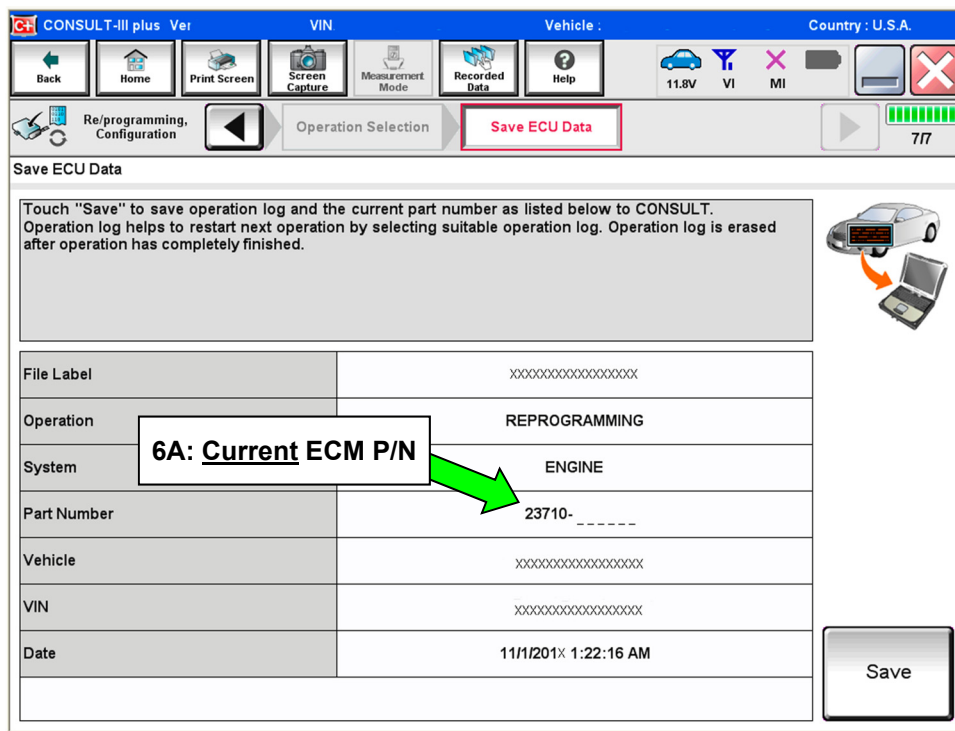 C+ CONSULT-III plus Ver VIN Vehicle : Country : U.S.A.
Back Home Print Screen Screen Capture Measurement Mode Recorded Data Help 11.8V VI MI
Re/programming, Configuration Operation Selection Save ECU Data 7/7
Save ECU Data
Touch "Save" to save operation log and the current part number as listed below to CONSULT.
Operation log helps to restart next operation by selecting suitable operation log. Operation log is erased
after operation has completely finished.
File Label XXXXXXXXXXXXXXXXX
Operation REPROGRAMMING
6A: Current ECM P/N
System ENGINE
Part Number 23710- _ _ _ _ _ _
Vehicle XXXXXXXXXXXXXXXXX
VIN XXXXXXXXXXXXXXXXX
Date 11/1/201X 1:22:16 AM
Save